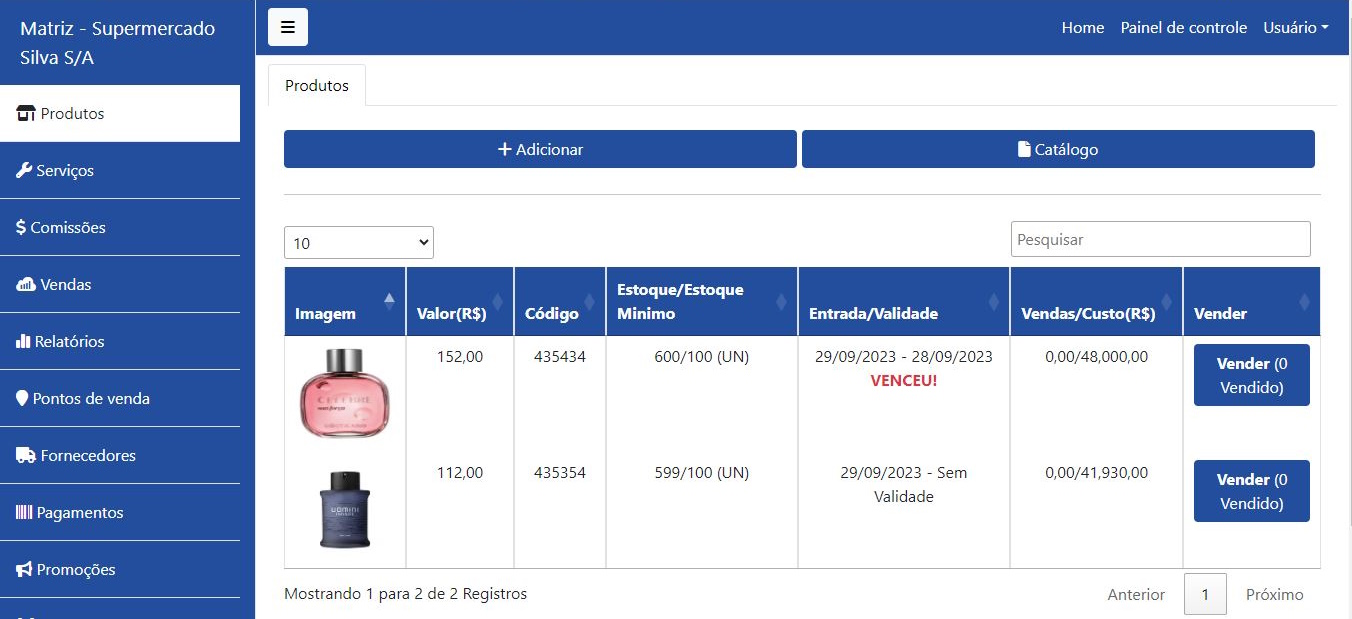 Matriz - Supermercado
Silva S/A
Home Painel de controle Usuário
Produtos
Serviços
Comissões
Vendas
Relatórios
Pontos de venda
Fornecedores
Pagamentos
Promoções
Produtos
+ Adicionar
Catálogo
10
Pesquisar
Imagem Valor(R$) Código Estoque/Estoque Minimo Entrada/Validade Vendas/Custo(R$) Vender
152,00 435434 600/100 (UN) 29/09/2023 - 28/09/2023 0,00/48,000,00 Vender (0
VENCEU! Vendido)
112,00 435354 599/100 (UN) 29/09/2023 - Sem 0,00/41,930,00 Vender (0
Validade Vendido)
UOMINI
Mostrando 1 para 2 de 2 Registros
Anterior 1 Próximo